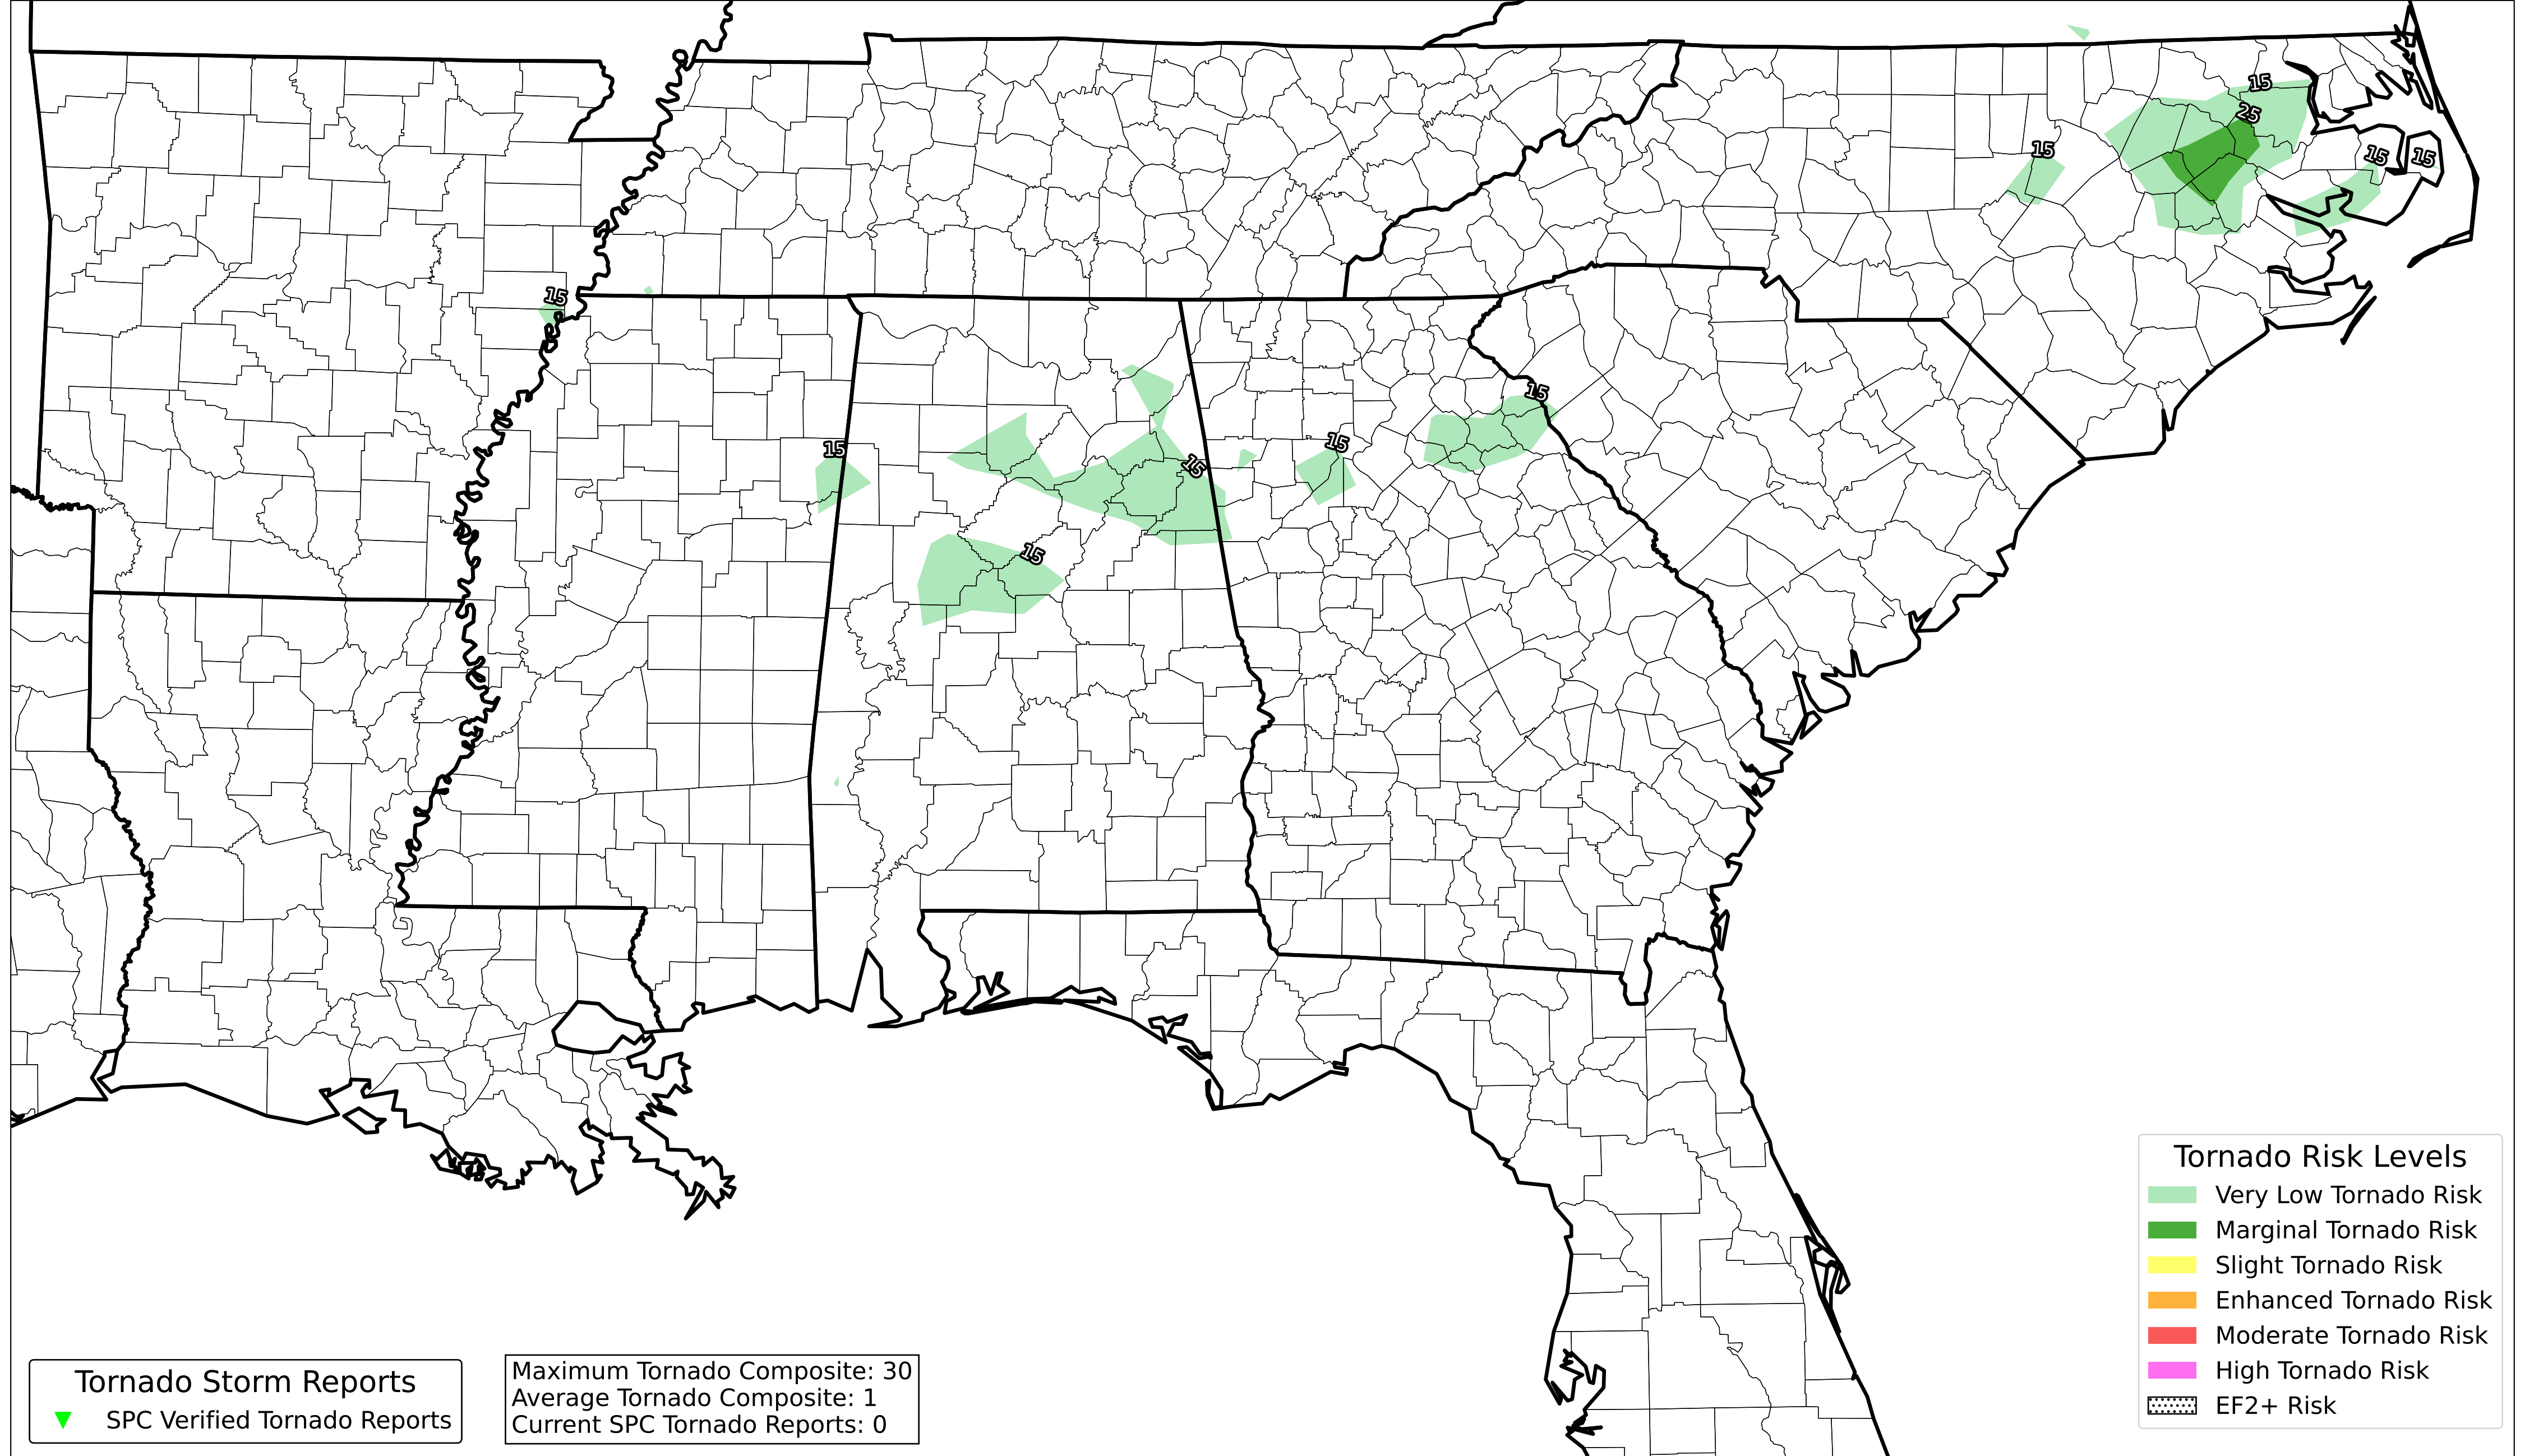 15
25
15
15
15
15
15
15
15
15
15
Tornado Risk Levels
Very Low Tornado Risk
Marginal Tornado Risk
Slight Tornado Risk
Enhanced Tornado Risk
Moderate Tornado Risk
High Tornado Risk
EF2+ Risk
Tornado Storm Reports
SPC Verified Tornado Reports
Maximum Tornado Composite: 30
Average Tornado Composite: 1
Current SPC Tornado Reports: 0